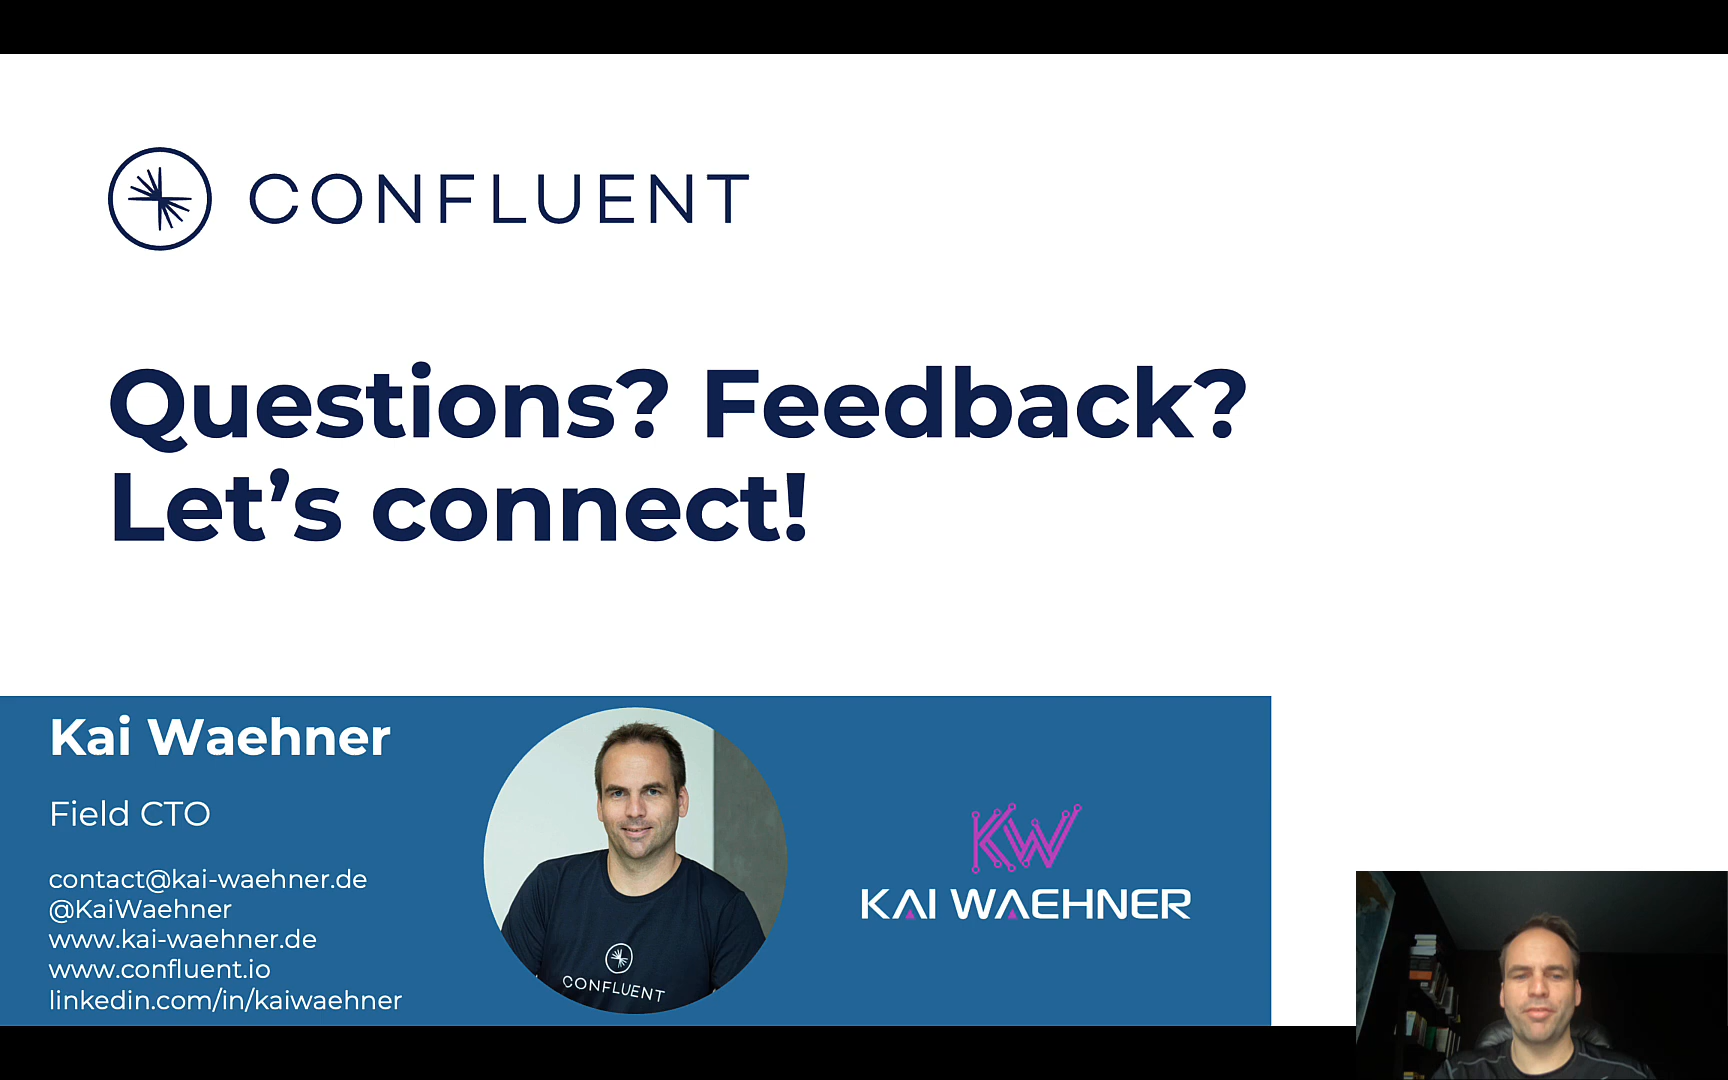 CONFLUENT
Questions? Feedback?
Let’s connect!
Kai Waehner
Field CTO
contact@kai-waehner.de
@KaiWaehner
www.kai-waehner.de
www.confluent.io
linkedin.com/in/kaiwaehner
CONFLUENT
KW
KAI WAEHNER